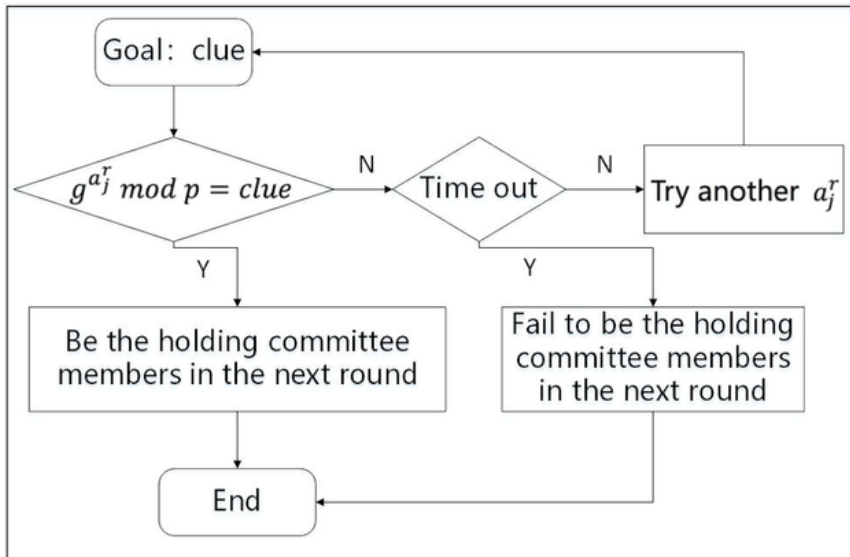 Goal: clue
$g^{a_j^r} \bmod p = clue$
N
Time out
N
Try another $a_j^r$
Y
Y
Be the holding committee
members in the next round
Fail to be the holding
committee members
in the next round
End